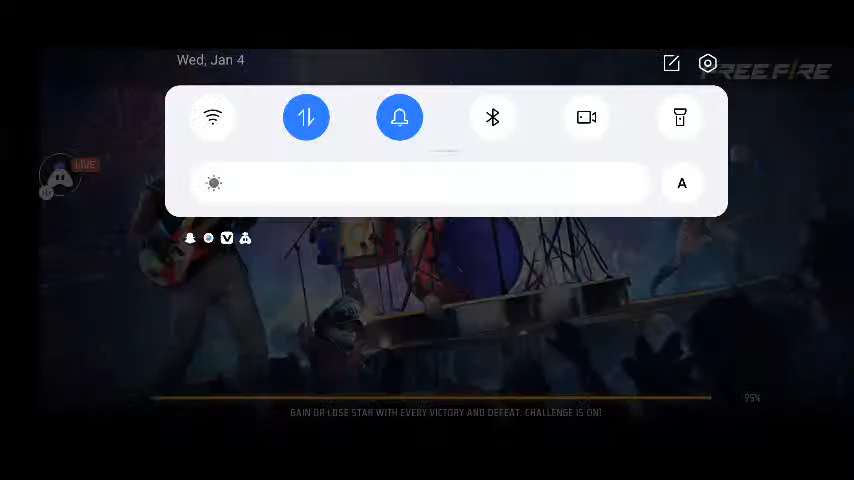 Wed, Jan 4
FREE FIRE
LIVE
A
95%
GAIN OR LOSE STAR WITH EVERY VICTORY AND DEFEAT. CHALLENGE IS ON!